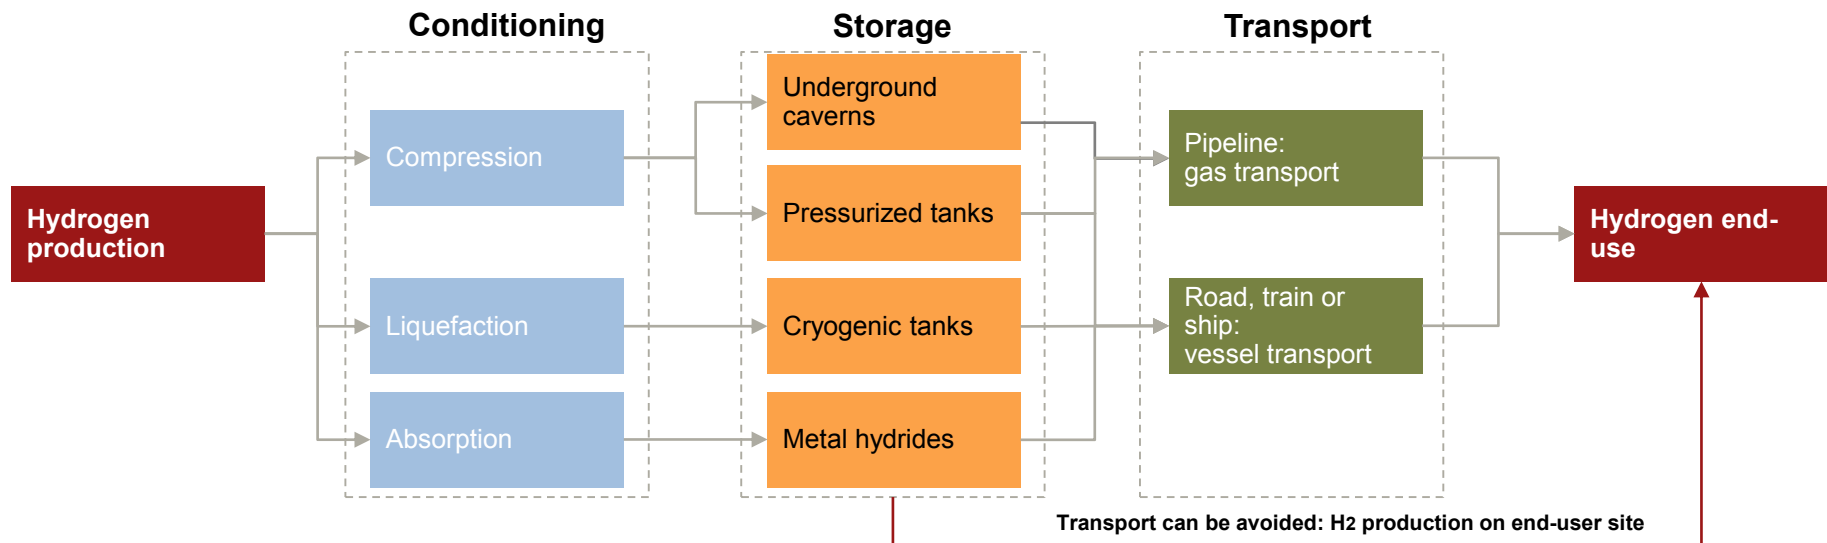 Conditioning
Storage
Transport
Hydrogen
production
Compression
Liquefaction
Absorption
Underground
caverns
Pressurized tanks
Cryogenic tanks
Metal hydrides
Pipeline:
gas transport
Road, train or
ship:
vessel transport
Hydrogen end-
use
Transport can be avoided: H2 production on end-user site